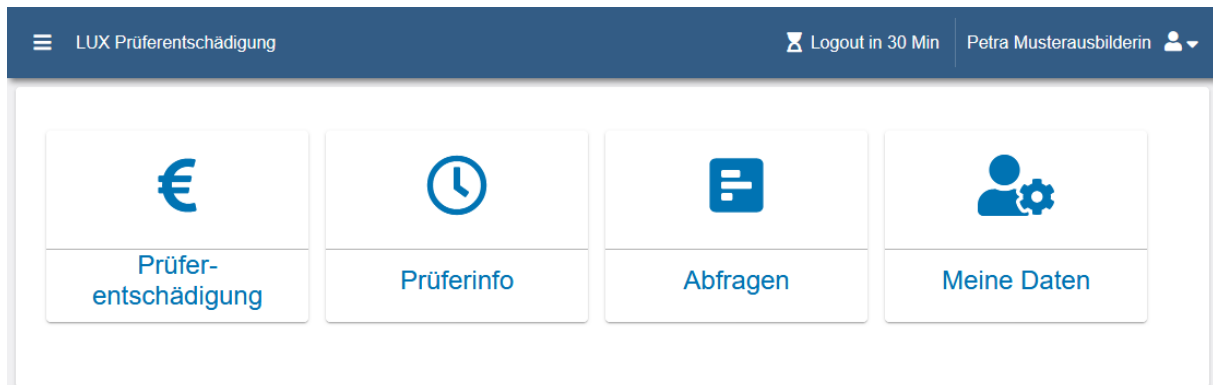 LUX Prüferentschädigung
Logout in 30 Min
Petra Musterausbilderin
Prüfer-
entschädigung
Prüferinfo
Abfragen
Meine Daten